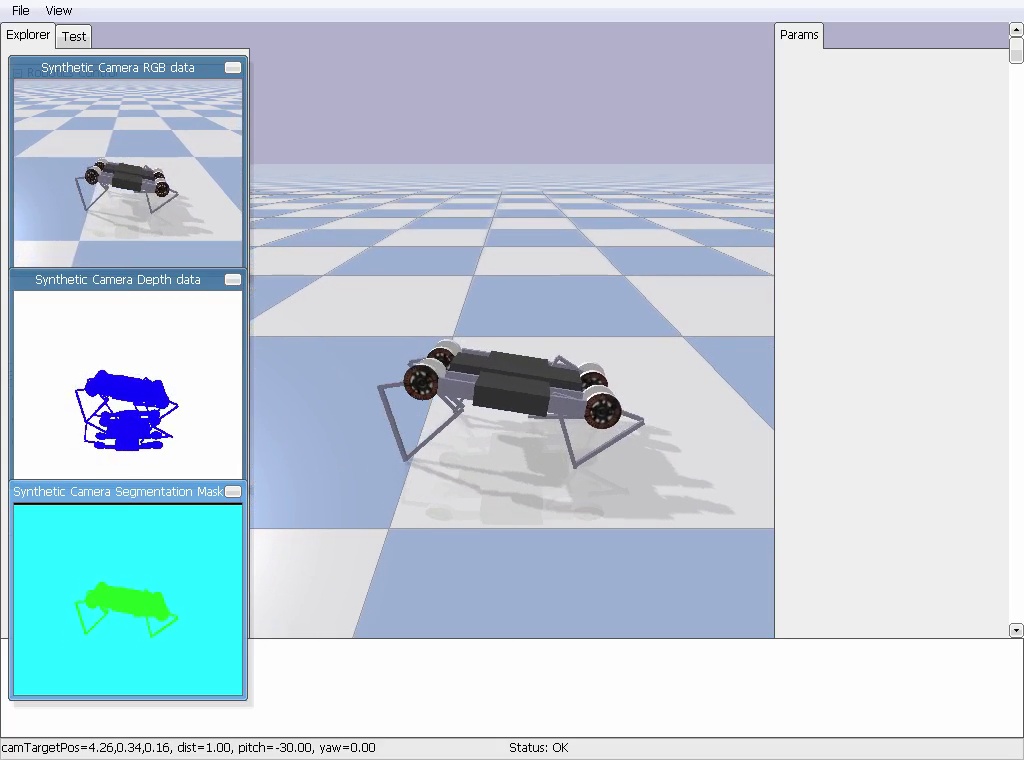 File View
Explorer Test
Params
Synthetic Camera RGB data
Synthetic Camera Depth data
Synthetic Camera Segmentation Mask
camTargetPos=4.26,0.34,0.16, dist=1.00, pitch=-30.00, yaw=0.00
Status: OK